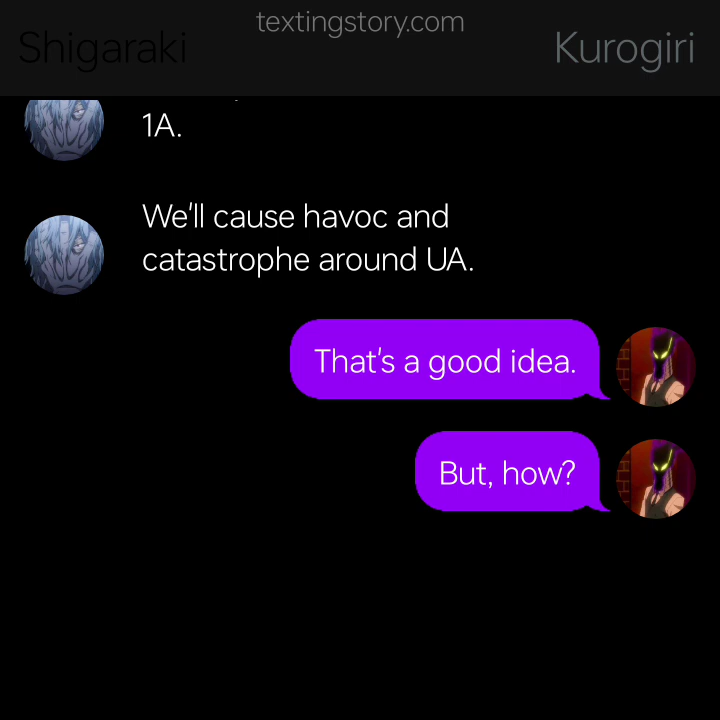 textingstory.com
Shigaraki
Kurogiri
1A.
We'll cause havoc and
catastrophe around UA.
That's a good idea.
But, how?